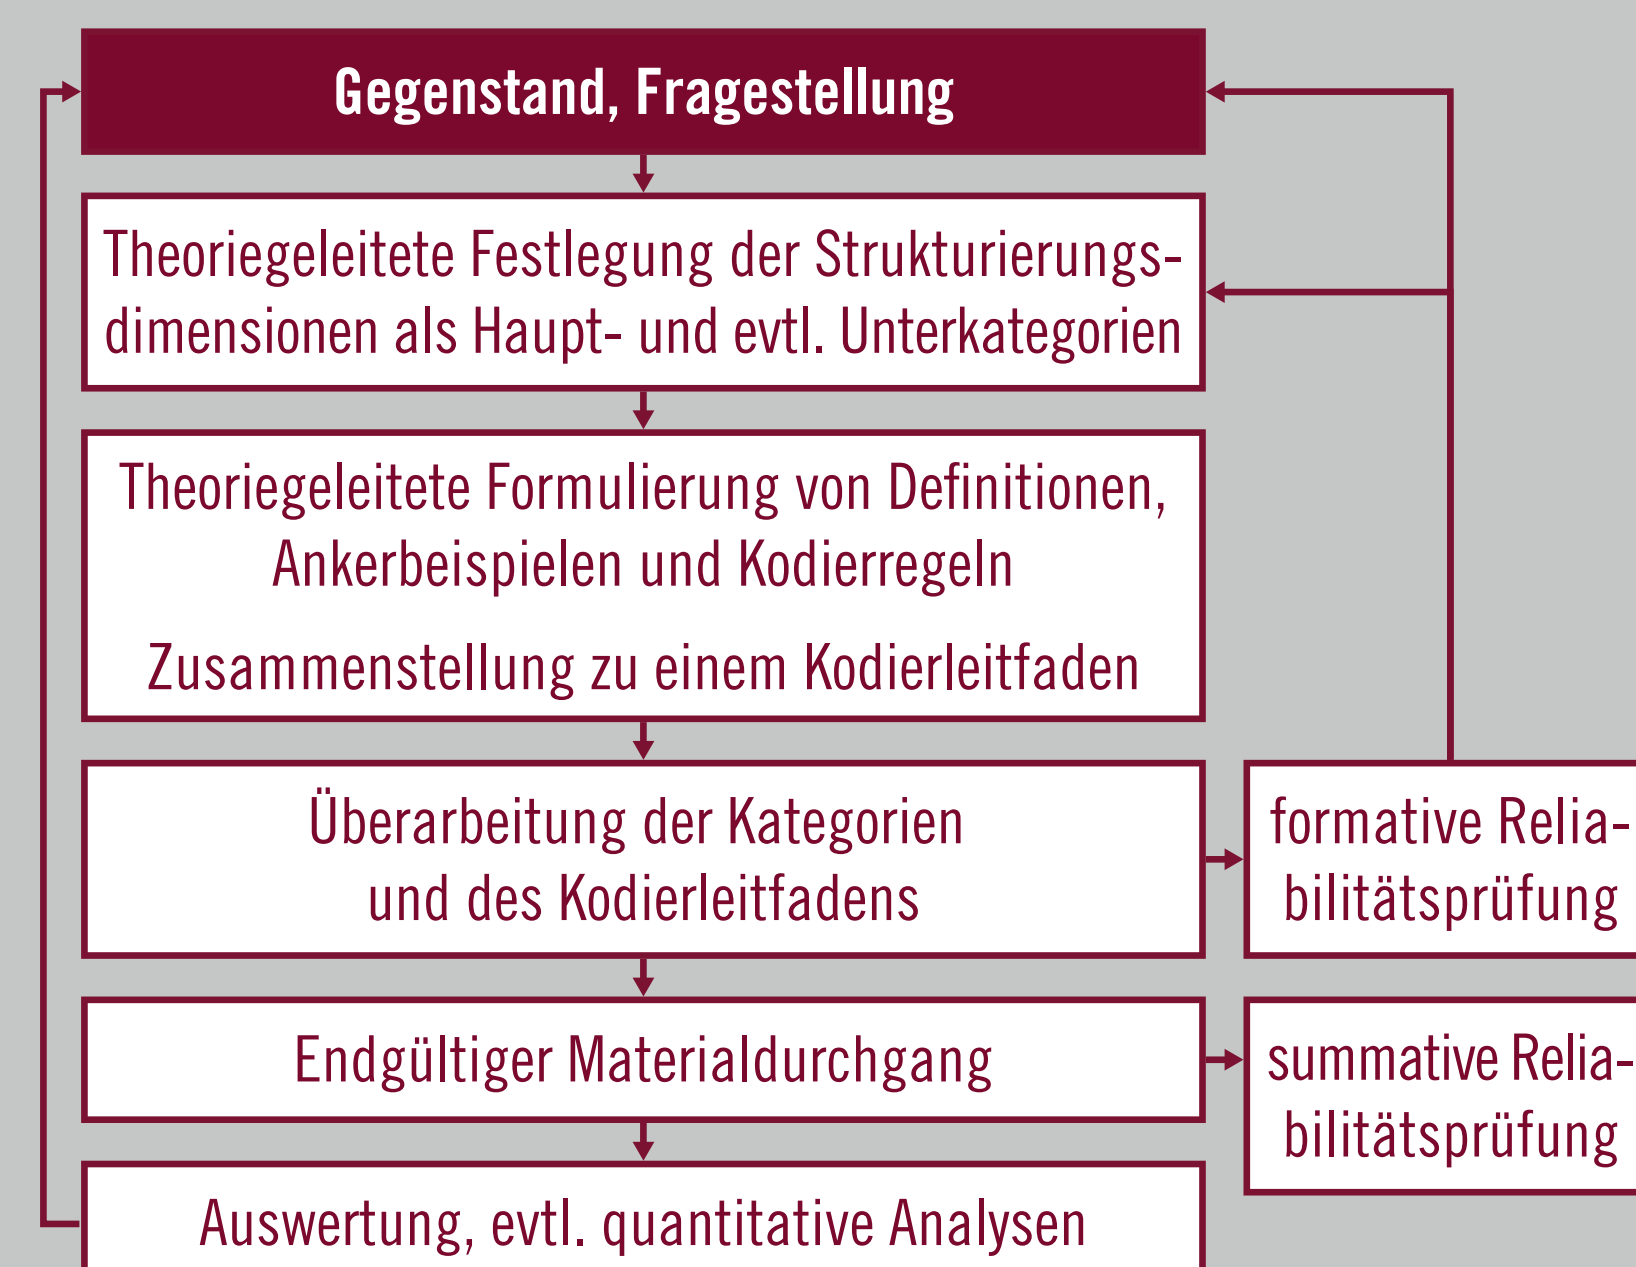 Gegenstand, Fragestellung
Theoriegeleitete Festlegung der Strukturierungs-
dimensionen als Haupt- und evtl. Unterkategorien
Theoriegeleitete Formulierung von Definitionen,
Ankerbeispielen und Kodierregeln
Zusammenstellung zu einem Kodierleitfaden
Überarbeitung der Kategorien
und des Kodierleitfadens
formative Relia-
bilitätsprüfung
Endgültiger Materialdurchgang
summative Relia-
bilitätsprüfung
Auswertung, evtl. quantitative Analysen